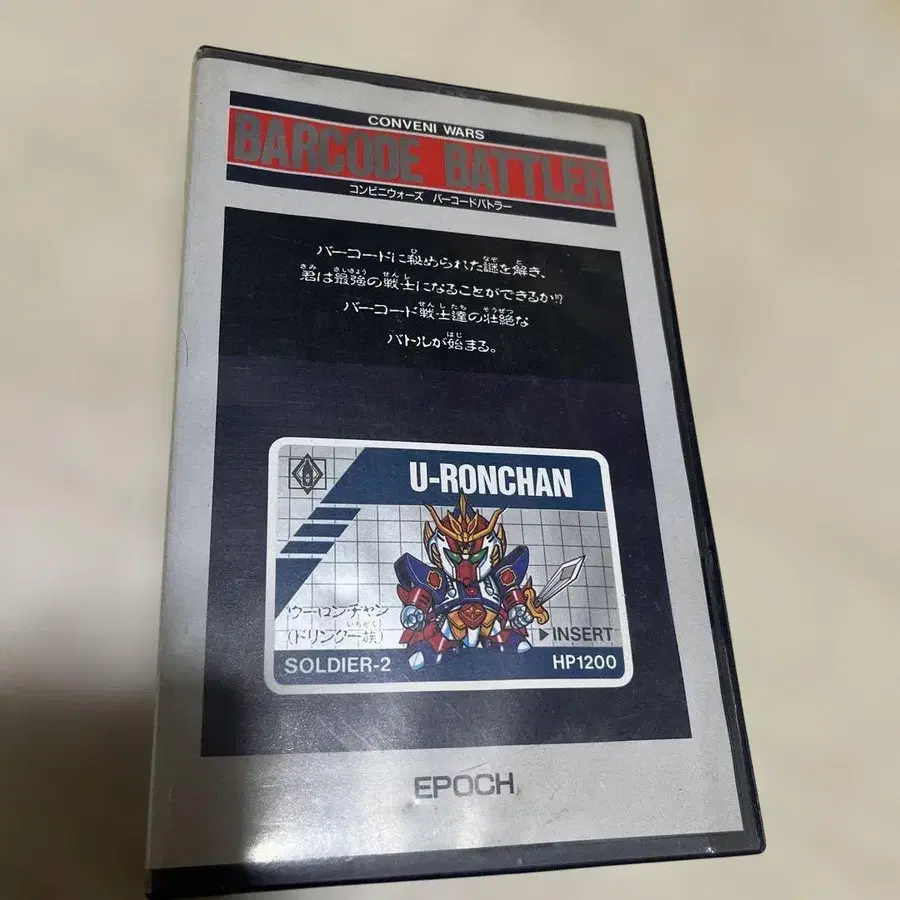 CONVENI WARS
BARCODE BATTLER
コンビニウォーズ バーコードバトラー
バーコードに秘められた謎を解き、
君は最強の戦士になることができるか!?
バーコード戦士達の壮絶な
バトルが始まる。
U-RONCHAN
ウーロンチャン
(ドリンク一族)
▶INSERT
SOLDIER-2 HP1200
EPOCH